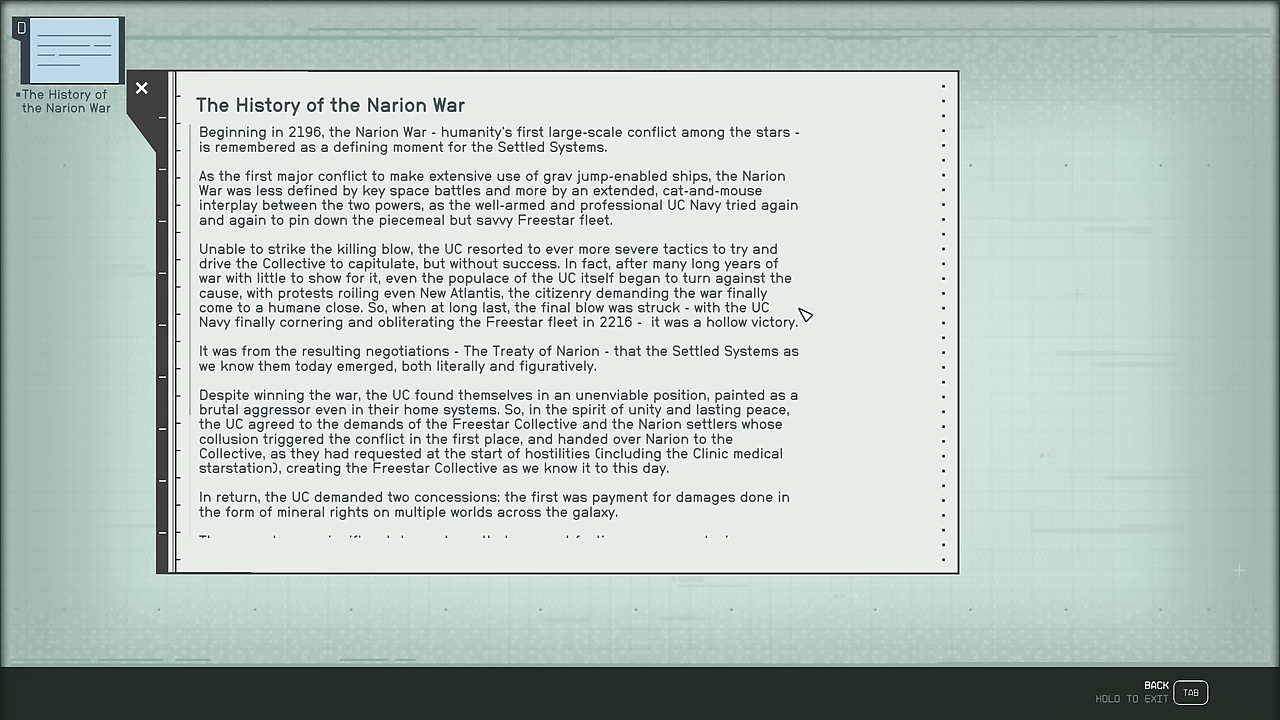 D
The History of
the Narion War
The History of the Narion War
Beginning in 2196, the Narion War - humanity's first large-scale conflict among the stars -
is remembered as a defining moment for the Settled Systems.
As the first major conflict to make extensive use of grav jump-enabled ships, the Narion
War was less defined by key space battles and more by an extended, cat-and-mouse
interplay between the two powers, as the well-armed and professional UC Navy tried again
and again to pin down the piecemeal but savvy Freestar fleet.
Unable to strike the killing blow, the UC resorted to ever more severe tactics to try and
drive the Collective to capitulate, but without success. In fact, after many long years of
war with little to show for it, even the populace of the UC itself began to turn against the
cause, with protests roiling even New Atlantis, the citizenry demanding the war finally
come to a humane close. So, when at long last, the final blow was struck - with the UC
Navy finally cornering and obliterating the Freestar fleet in 2216 -  it was a hollow victory.
It was from the resulting negotiations - The Treaty of Narion - that the Settled Systems as
we know them today emerged, both literally and figuratively.
Despite winning the war, the UC found themselves in an unenviable position, painted as a
brutal aggressor even in their home systems. So, in the spirit of unity and lasting peace,
the UC agreed to the demands of the Freestar Collective and the Narion settlers whose
collusion triggered the conflict in the first place, and handed over Narion to the
Collective, as they had requested at the start of hostilities (including the Clinic medical
starstation), creating the Freestar Collective as we know it to this day.
In return, the UC demanded two concessions: the first was payment for damages done in
the form of mineral rights on multiple worlds across the galaxy.
BACK
HOLD TO EXIT
TAB